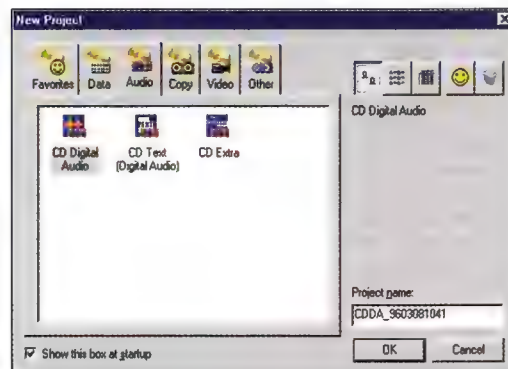 New Project
Favorites Data Audio Copy Video Other
CD Digital Audio
CD Digital
Audio
CD Text
(Digital Audio)
CD Extra
Project name:
CDDA_9603081041
Show this box at startup
OK Cancel